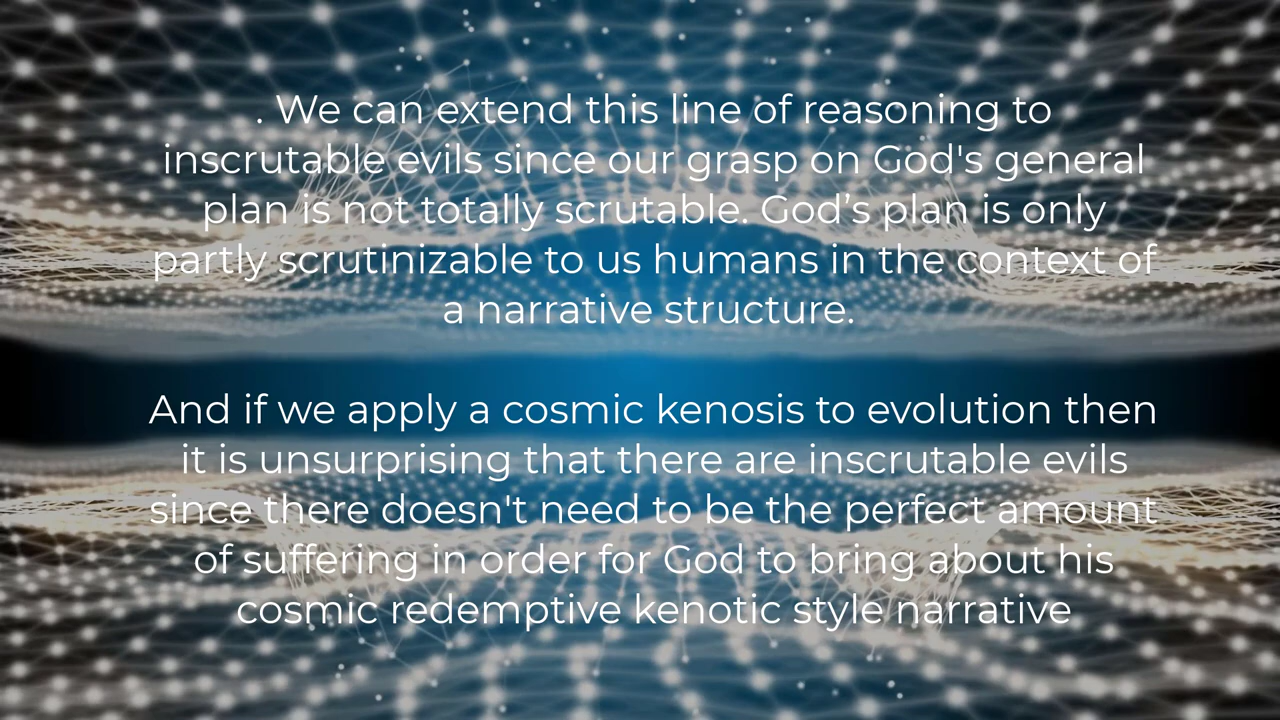 . We can extend this line of reasoning to
inscrutable evils since our grasp on God's general
plan is not totally scrutable. God’s plan is only
partly scrutinizable to us humans in the context of
a narrative structure.
And if we apply a cosmic kenosis to evolution then
it is unsurprising that there are inscrutable evils
since there doesn't need to be the perfect amount
of suffering in order for God to bring about his
cosmic redemptive kenotic style narrative